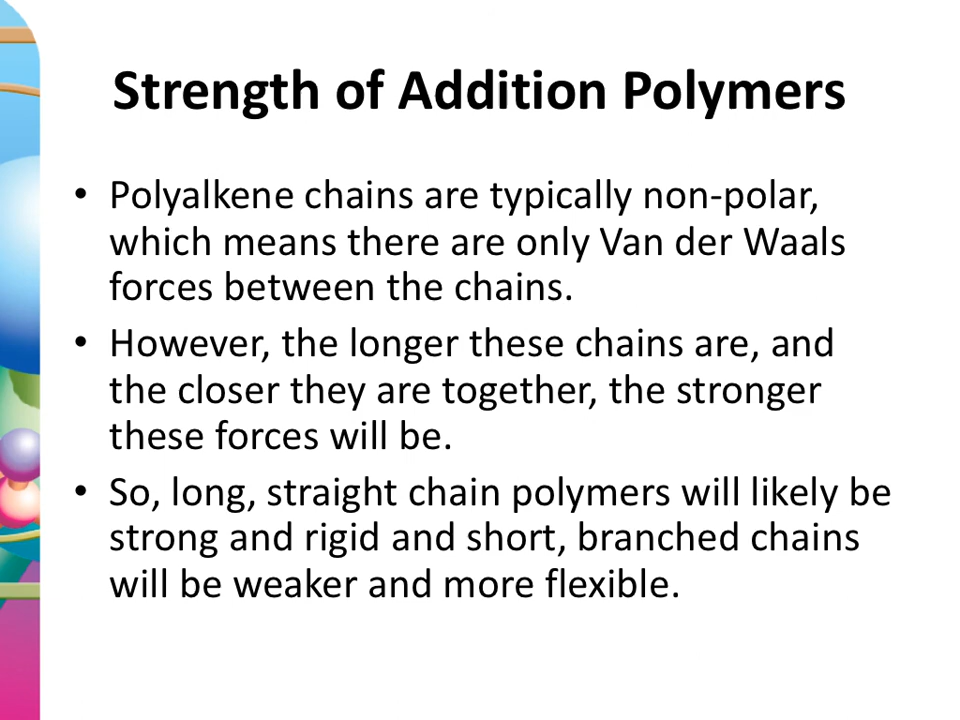 Strength of Addition Polymers
• Polyalkene chains are typically non-polar,
which means there are only Van der Waals
forces between the chains.
• However, the longer these chains are, and
the closer they are together, the stronger
these forces will be.
• So, long, straight chain polymers will likely be
strong and rigid and short, branched chains
will be weaker and more flexible.